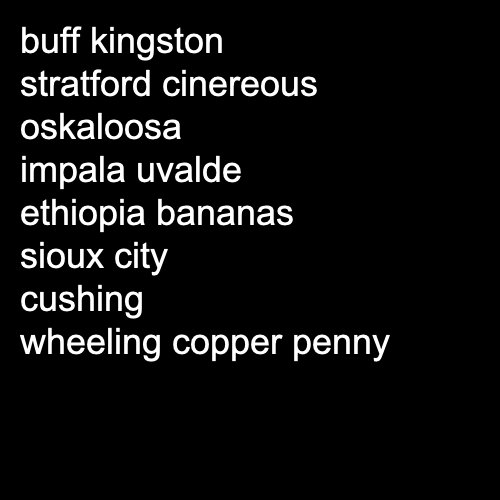 buff kingston
stratford cinereous
oskaloosa
impala uvalde
ethiopia bananas
sioux city
cushing
wheeling copper penny